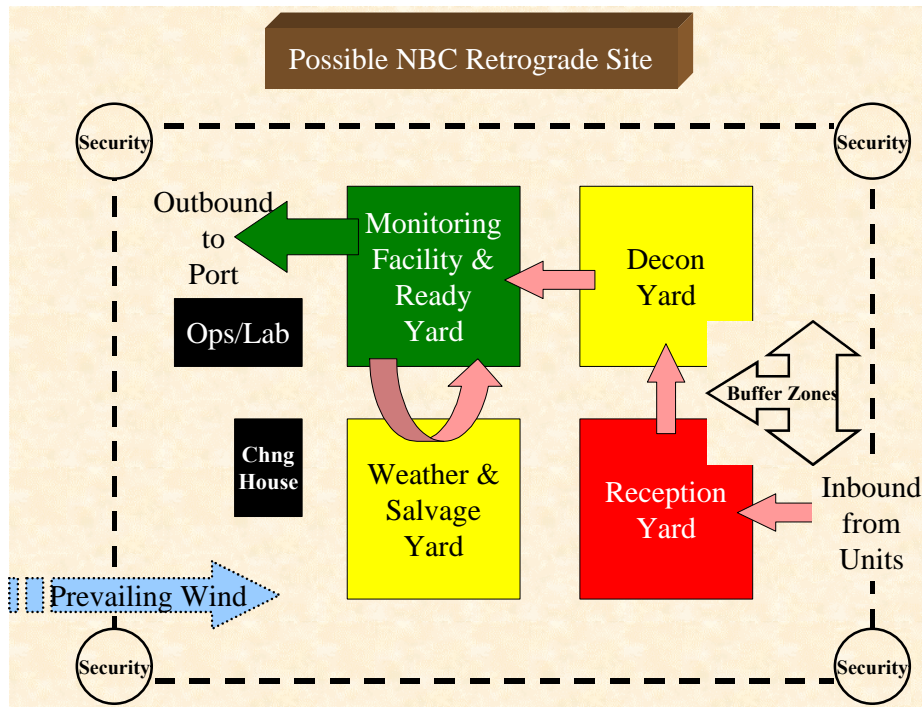 Possible NBC Retrograde Site
Security
Security
Outbound
to
Port
Monitoring
Facility &
Ready
Yard
Decon
Yard
Ops/Lab
Buffer Zones
Chng
House
Weather &
Salvage
Yard
Reception
Yard
Inbound
from
Units
Prevailing Wind
Security
Security